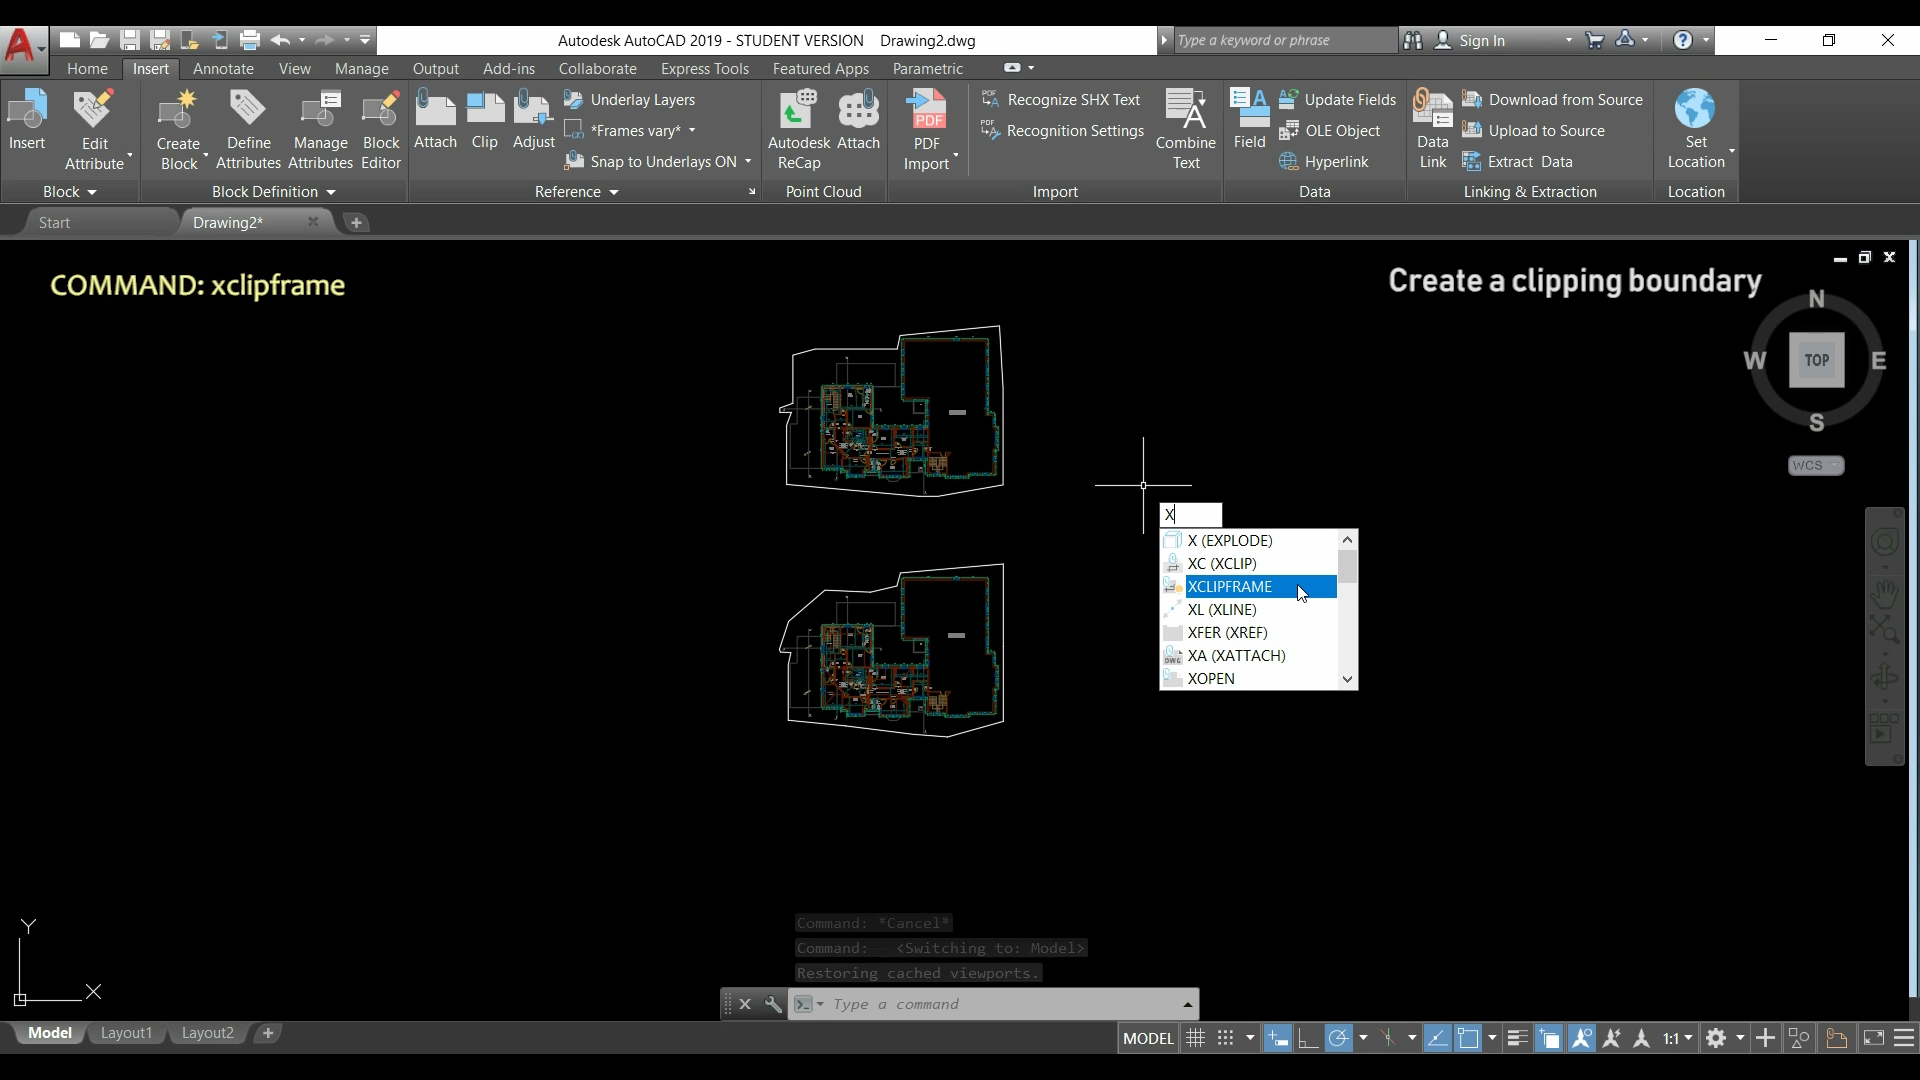 Autodesk AutoCAD 2019 - STUDENT VERSION Drawing2.dwg
Type a keyword or phrase
Sign In
Home Insert Annotate View Manage Output Add-ins Collaborate Express Tools Featured Apps Parametric
Insert
Edit Attribute
Create Block
Define Attributes
Manage Attributes
Block Editor
Attach
Clip
Adjust
Underlay Layers
*Frames vary*
Snap to Underlays ON
Autodesk ReCap
Attach
PDF
PDF Import
Recognize SHX Text
Recognition Settings
Combine Text
Field
Update Fields
OLE Object
Hyperlink
Data Link
Download from Source
Upload to Source
Extract Data
Set Location
Block
Block Definition
Reference
Point Cloud
Import
Data
Linking & Extraction
Location
Start
Drawing2*
COMMAND: xclipframe
Create a clipping boundary
N
W TOP E
S
WCS
X
X (EXPLODE)
XC (XCLIP)
XCLIPFRAME
XL (XLINE)
XFER (XREF)
XA (XATTACH)
XOPEN
Y
X
Command: *Cancel*
Command: <Switching to: Model>
Restoring cached viewports.
Type a command
Model Layout1 Layout2
MODEL
1:1